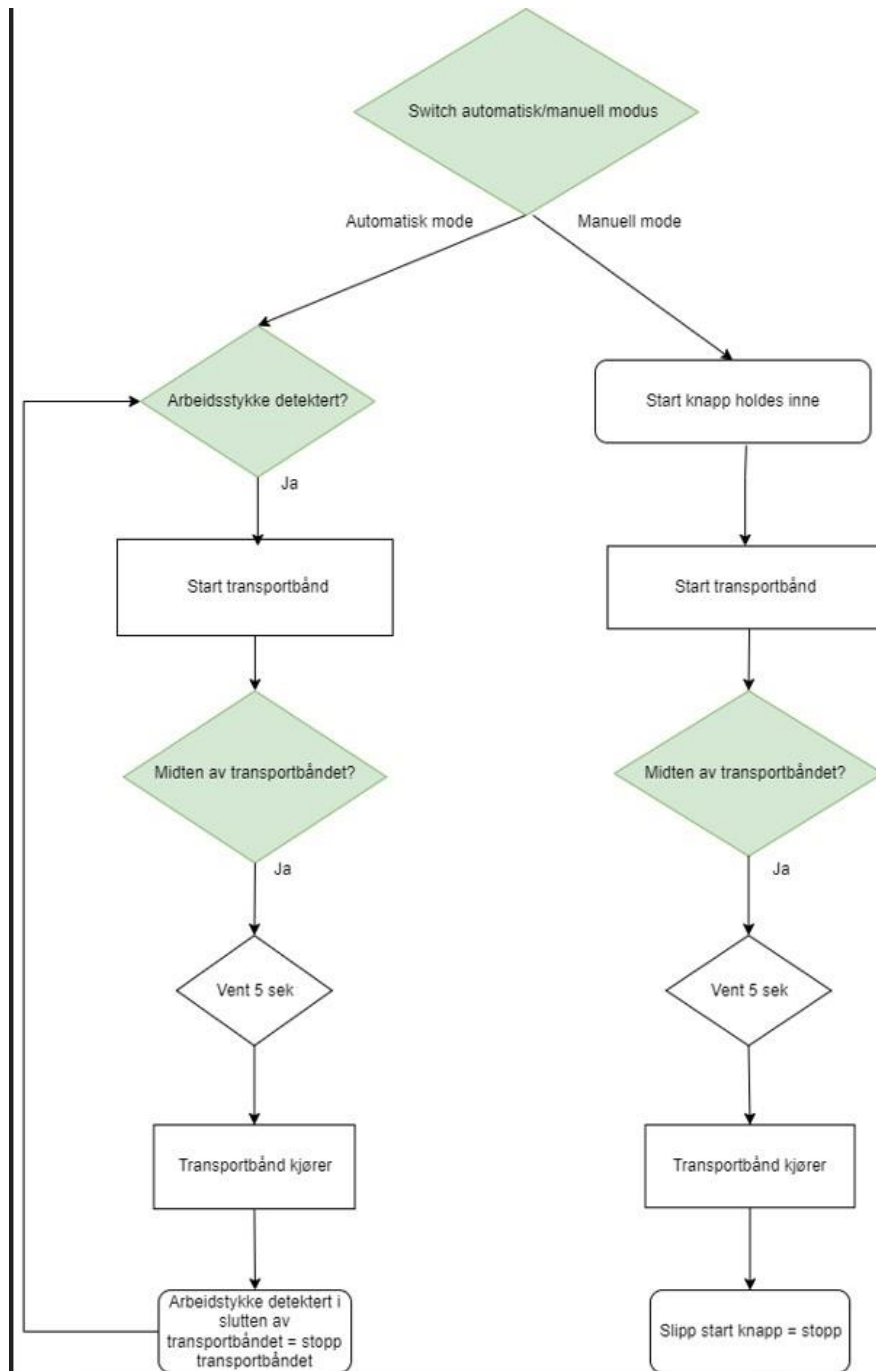 Switch automatisk/manuell modus
Automatisk mode
Manuell mode
Arbeidsstykke detektert?
Start knapp holdes inne
Ja
Start transportbånd
Start transportbånd
Midten av transportbåndet?
Midten av transportbåndet?
Ja
Ja
Vent 5 sek
Vent 5 sek
Transportbånd kjører
Transportbånd kjører
Arbeidstykke detektert i
slutten av
transportbåndet = stopp
transportbåndet
Slipp start knapp = stopp